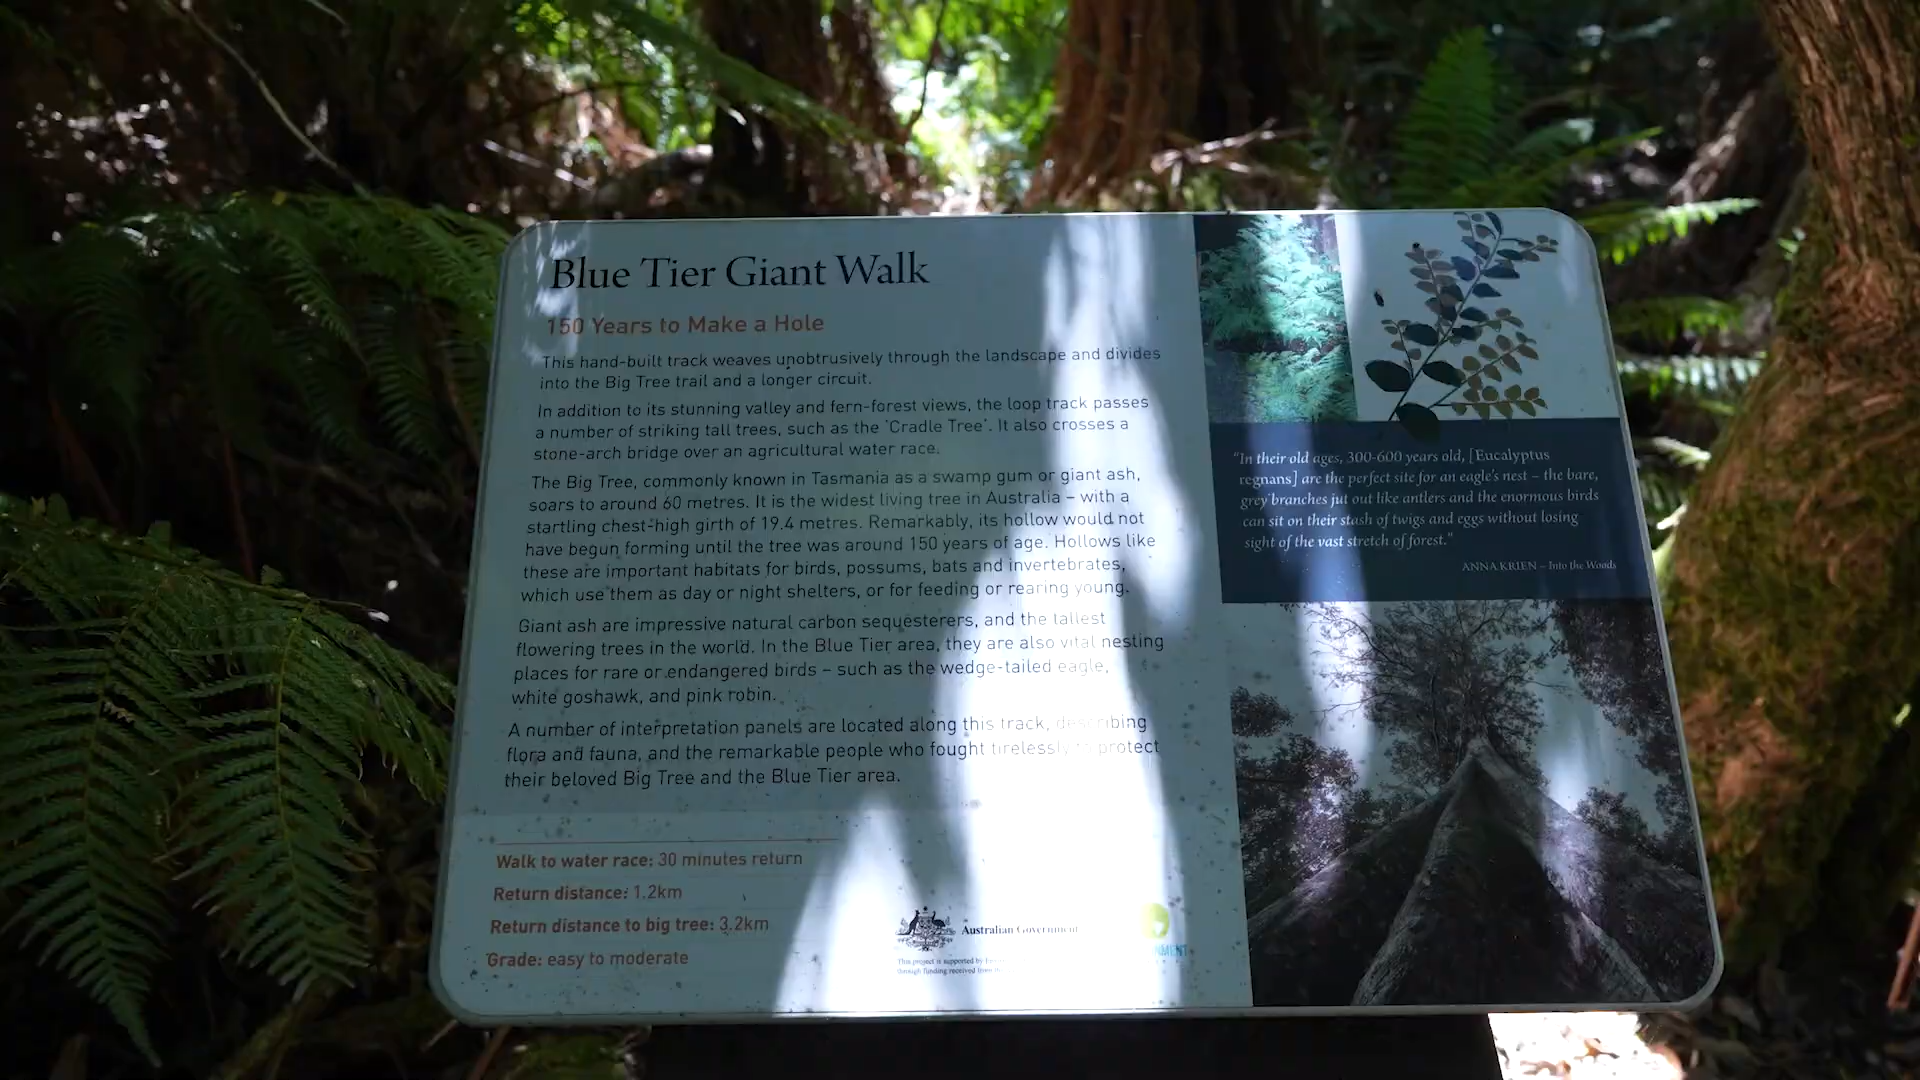 Blue Tier Giant Walk
150 Years to Make a Hole
This hand-built track weaves unobtrusively through the landscape and divides
into the Big Tree trail and a longer circuit.
In addition to its stunning valley and fern-forest views, the loop track passes
a number of striking tall trees, such as the 'Cradle Tree'. It also crosses a
stone-arch bridge over an agricultural water race.
The Big Tree, commonly known in Tasmania as a swamp gum or giant ash,
soars to around 60 metres. It is the widest living tree in Australia – with a
startling chest-high girth of 19.4 metres. Remarkably, its hollow would not
have begun forming until the tree was around 150 years of age. Hollows like
these are important habitats for birds, possums, bats and invertebrates,
which use them as day or night shelters, or for feeding or rearing young.
Giant ash are impressive natural carbon sequesterers, and the tallest
flowering trees in the world. In the Blue Tier area, they are also vital nesting
places for rare or endangered birds – such as the wedge-tailed eagle,
white goshawk, and pink robin.
A number of interpretation panels are located along this track, describing
flora and fauna, and the remarkable people who fought tirelessly to protect
their beloved Big Tree and the Blue Tier area.
Walk to water race: 30 minutes return
Return distance: 1.2km
Return distance to big tree: 3.2km
Grade: easy to moderate
Australian Government
This project is supported by
through funding received from
"In their old ages, 300-600 years old, [Eucalyptus
regnans] are the perfect site for an eagle's nest – the bare,
grey branches jut out like antlers and the enormous birds
can sit on their stash of twigs and eggs without losing
sight of the vast stretch of forest."
ANNA KRIEN – Into the Woods